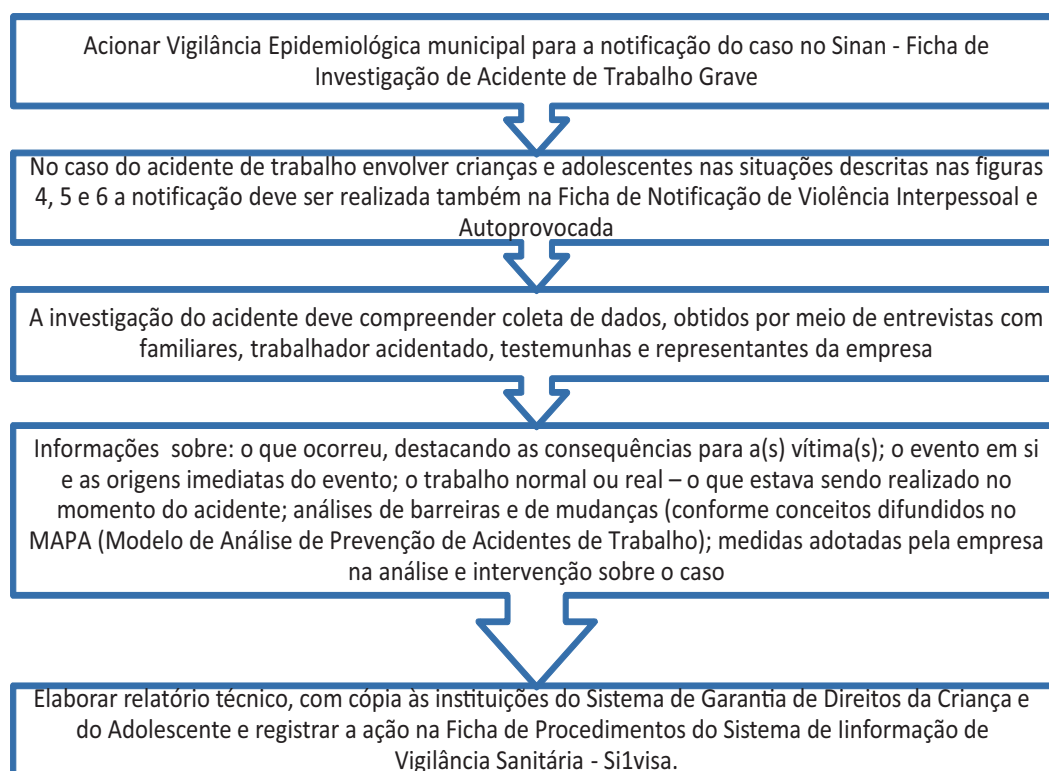 Acionar Vigilância Epidemiológica municipal para a notificação do caso no Sinan - Ficha de
Investigação de Acidente de Trabalho Grave
No caso do acidente de trabalho envolver crianças e adolescentes nas situações descritas nas figuras
4, 5 e 6 a notificação deve ser realizada também na Ficha de Notificação de Violência Interpessoal e
Autoprovocada
A investigação do acidente deve compreender coleta de dados, obtidos por meio de entrevistas com
familiares, trabalhador acidentado, testemunhas e representantes da empresa
Informações sobre: o que ocorreu, destacando as consequências para a(s) vítima(s); o evento em si
e as origens imediatas do evento; o trabalho normal ou real – o que estava sendo realizado no
momento do acidente; análises de barreiras e de mudanças (conforme conceitos difundidos no
MAPA (Modelo de Análise de Prevenção de Acidentes de Trabalho); medidas adotadas pela empresa
na análise e intervenção sobre o caso
Elaborar relatório técnico, com cópia às instituições do Sistema de Garantia de Direitos da Criança e
do Adolescente e registrar a ação na Ficha de Procedimentos do Sistema de Iinformação de
Vigilância Sanitária - Si1visa.